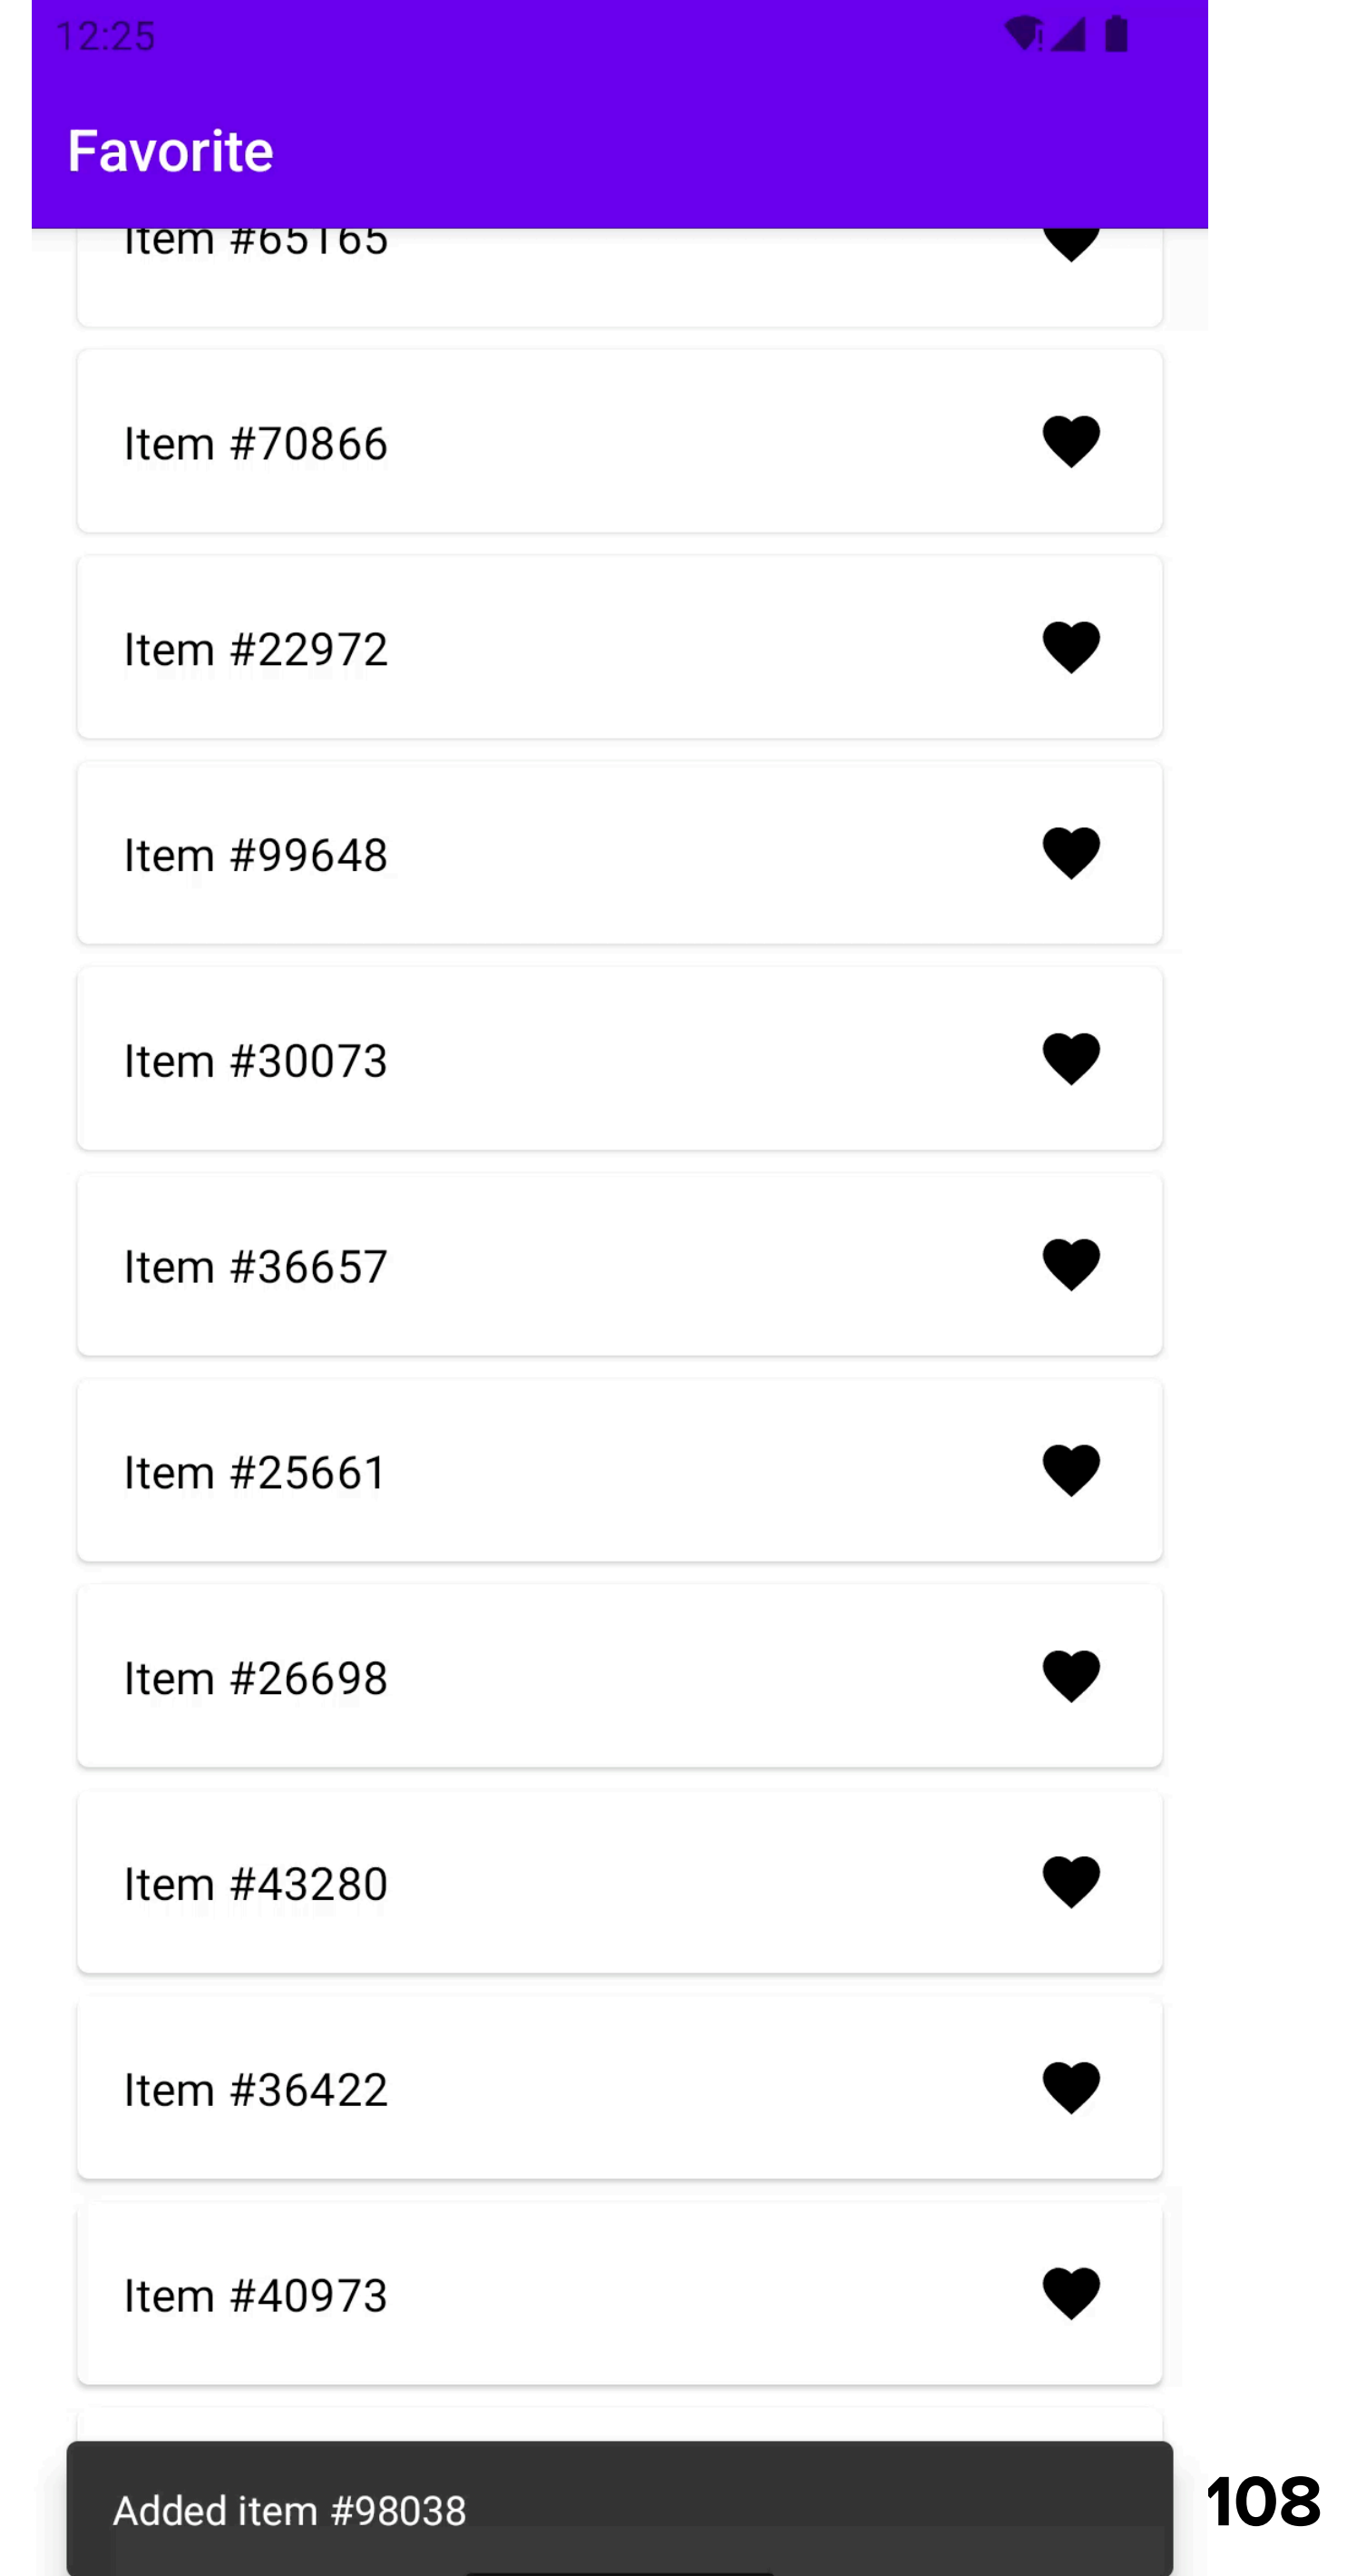 12:25
Favorite
Item #65165
Item #70866
Item #22972
Item #99648
Item #30073
Item #36657
Item #25661
Item #26698
Item #43280
Item #36422
Item #40973
Added item #98038
108